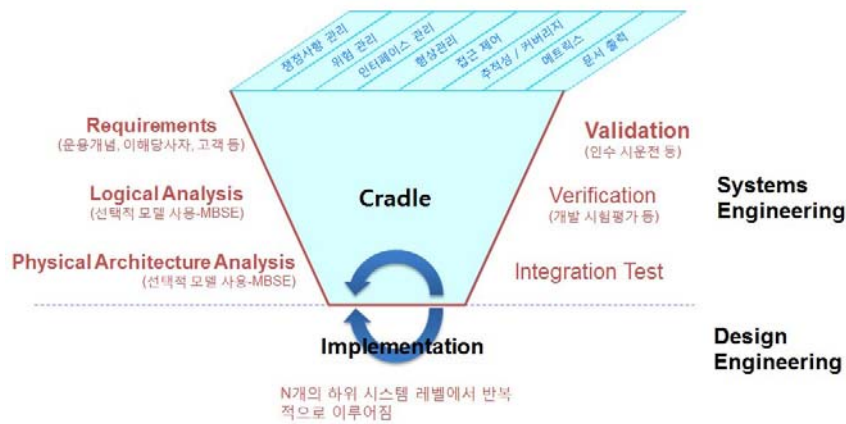 쟁점사항 관리
위험 관리
인터페이스 관리
형상관리
접근 제어
추적성 / 커버리지
메트릭스
문서 출력
Requirements
(운용개념, 이해당사자, 고객 등)
Logical Analysis
(선택적 모델 사용-MBSE)
Physical Architecture Analysis
(선택적 모델 사용-MBSE)
Cradle
Validation
(인수 시운전 등)
Verification
(개발 시험평가 등)
Integration Test
Systems
Engineering
Implementation
Design
Engineering
N개의 하위 시스템 레벨에서 반복
적으로 이루어짐